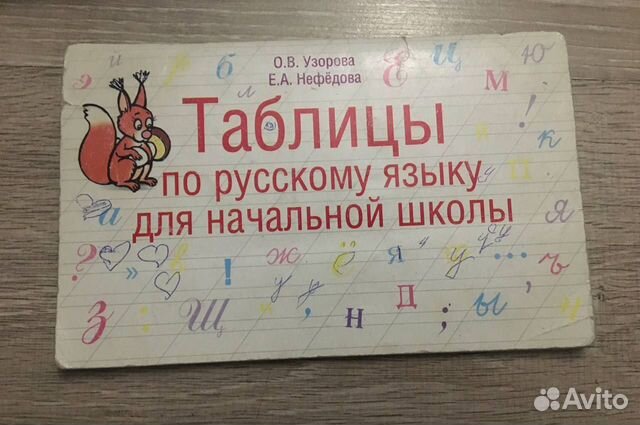 О.В. Узорова
Е.А. Нефёдова
Таблицы
по русскому языку
для начальной школы
э и р б л Е Ц Ю
М
! к
П
а я
? » ! ж ё я ч у ... ъ
З : Щ ' н Д ; ы ' ч
Avito